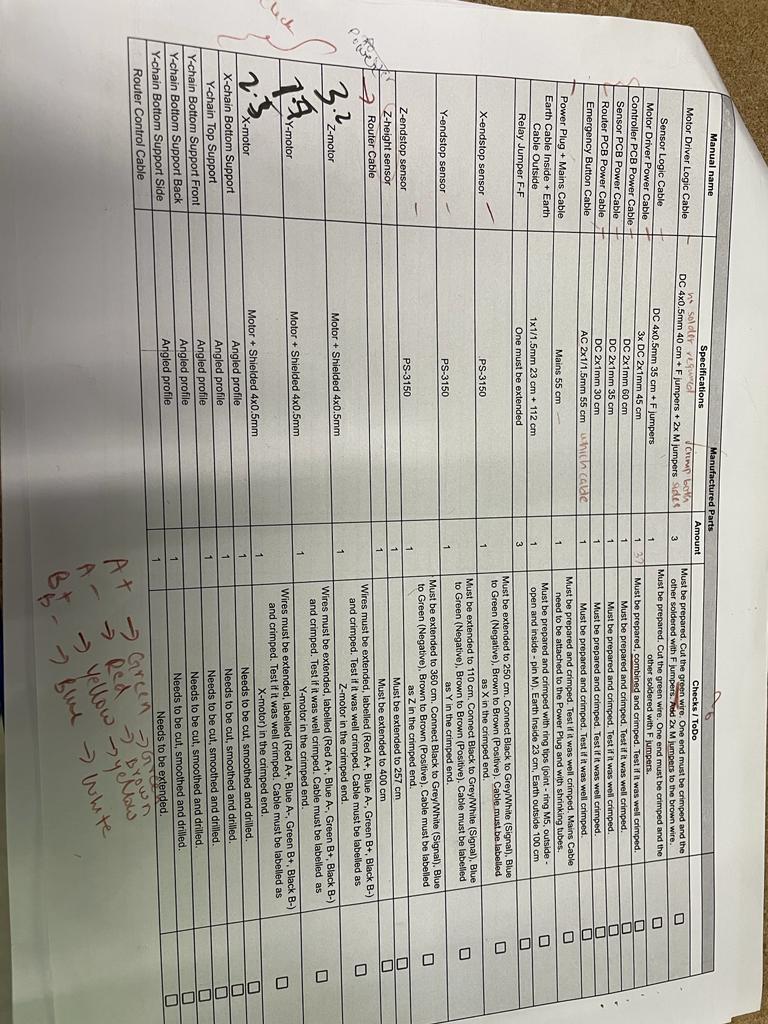 Manufactured Parts
Manual name Specifications Amount Checks / ToDo
no solder required
crimp both sides
Motor Driver Logic Cable DC 4x0.5mm 40 cm + F jumpers + 2x M jumpers 3 Must be prepared. Cut the green wire. One end must be crimped and the other soldered with F jumpers. Add 2x M jumpers to the brown wire.
Sensor Logic Cable DC 4x0.5mm 35 cm + F jumpers 1 Must be prepared. Cut the green wire. One end must be crimped and the other soldered with F jumpers.
Motor Driver Power Cable 3x DC 2x1mm 45 cm 1 3? Must be prepared, combined and crimped. Test if it was well crimped.
Controller PCB Power Cable DC 2x1mm 60 cm 1 Must be prepared and crimped. Test if it was well crimped.
Sensor PCB Power Cable DC 2x1mm 35 cm 1 Must be prepared and crimped. Test if it was well crimped.
Router PCB Power Cable DC 2x1mm 30 cm 1 Must be prepared and crimped. Test if it was well crimped.
Emergency Button Cable AC 2x1/1.5mm 55 cm which cable 1 Must be prepared and crimped. Test if it was well crimped.
Power Plug + Mains Cable Mains 55 cm 1 Must be prepared and crimped. Test if it was well crimped. Mains Cable need to be attached to the Power Plug and with shrinking tubes.
Earth Cable Inside + Earth Cable Outside 1x1/1.5mm 23 cm + 112 cm 1 Must be prepared and crimped with ring tips (joint - ring M5, outside - open and inside - pin M). Earth inside 23 cm, Earth outside 100 cm
Relay Jumper F-F One must be extended 3
X-endstop sensor PS-3150 1 Must be extended to 250 cm. Connect Black to Grey/White (Signal), Blue to Green (Negative), Brown to Brown (Positive). Cable must be labelled as X in the crimped end.
Y-endstop sensor PS-3150 1 Must be extended to 110 cm. Connect Black to Grey/White (Signal), Blue to Green (Negative), Brown to Brown (Positive). Cable must be labelled as Y in the crimped end.
Z-endstop sensor PS-3150 1 Must be extended to 360 cm. Connect Black to Grey/White (Signal), Blue to Green (Negative), Brown to Brown (Positive). Cable must be labelled as Z in the crimped end.
Z-height sensor 1 Must be extended to 257 cm
Router Cable 1 Must be extended to 400 cm
3.2 Z-motor Motor + Shielded 4x0.5mm 1 Wires must be extended, labelled (Red A+, Blue A-, Green B+, Black B-) and crimped. Test if it was well crimped. Cable must be labelled as Z-motor in the crimped end.
Y-motor Motor + Shielded 4x0.5mm 1 Wires must be extended, labelled (Red A+, Blue A-, Green B+, Black B-) and crimped. Test if it was well crimped. Cable must be labelled as Y-motor in the crimped end.
2.3 X-motor Motor + Shielded 4x0.5mm 1 Wires must be extended, labelled (Red A+, Blue A-, Green B+, Black B-) and crimped. Test if it was well crimped. Cable must be labelled as X-motor) in the crimped end.
X-chain Bottom Support Angled profile 1 Needs to be cut, smoothed and drilled.
Y-chain Top Support Angled profile 1 Needs to be cut, smoothed and drilled.
Y-chain Bottom Support Front Angled profile 1 Needs to be cut, smoothed and drilled.
Y-chain Bottom Support Back Angled profile Needs to be cut, smoothed and drilled.
Y-chain Bottom Support Side Angled profile 1 Needs to be cut, smoothed and drilled.
Router Control Cable 1 Needs to be extended.
A+ → Green →
A- → Red → Brown
B+ → Yellow → Yellow
B- → Blue → White